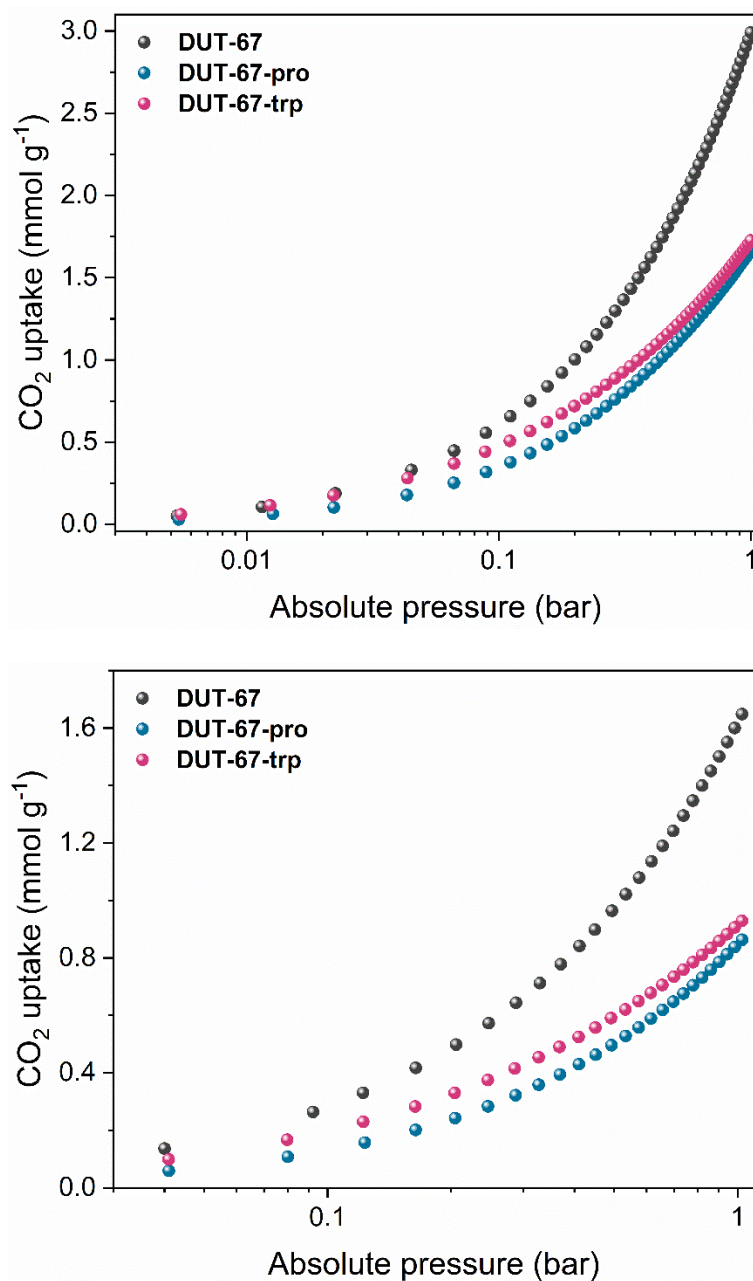 CO₂ uptake (mmol g⁻¹)
3.0
2.5
2.0
1.5
1.0
0.5
0.0
DUT-67
DUT-67-pro
DUT-67-trp
0.01
0.1
1
Absolute pressure (bar)
CO₂ uptake (mmol g⁻¹)
1.6
1.2
0.8
0.4
0.0
DUT-67
DUT-67-pro
DUT-67-trp
0.1
1
Absolute pressure (bar)